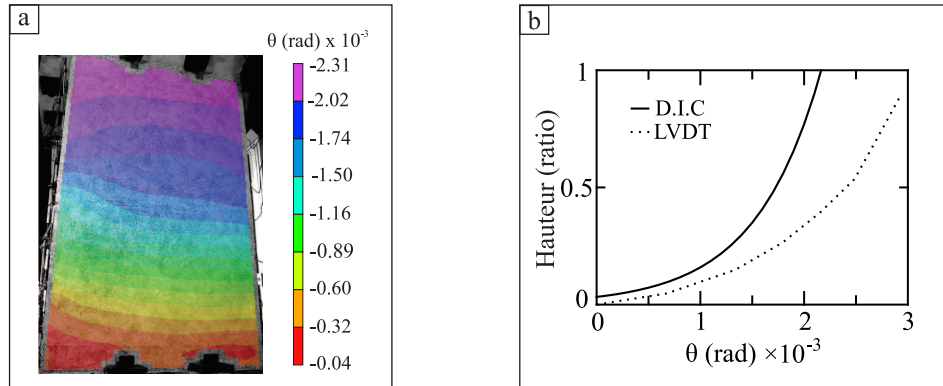 a
θ (rad) x 10⁻³
-2.31
-2.02
-1.74
-1.50
-1.16
-0.89
-0.60
-0.32
-0.04
b
1
0.5
0
Hauteur (ratio)
D.I.C
LVDT
0 1 2 3
θ (rad) ×10⁻³